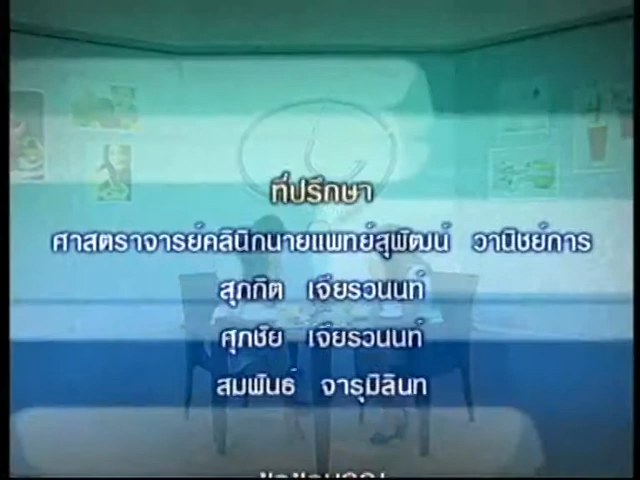 ที่ปรึกษา
ศาสตราจารย์คลินิกนายแพทย์สุพัฒน์ วานิชย์การ
สุภกิต เจียรวนนท์
ศุภชัย เจียรวนนท์
สมพันธ์ จารุมิลินท